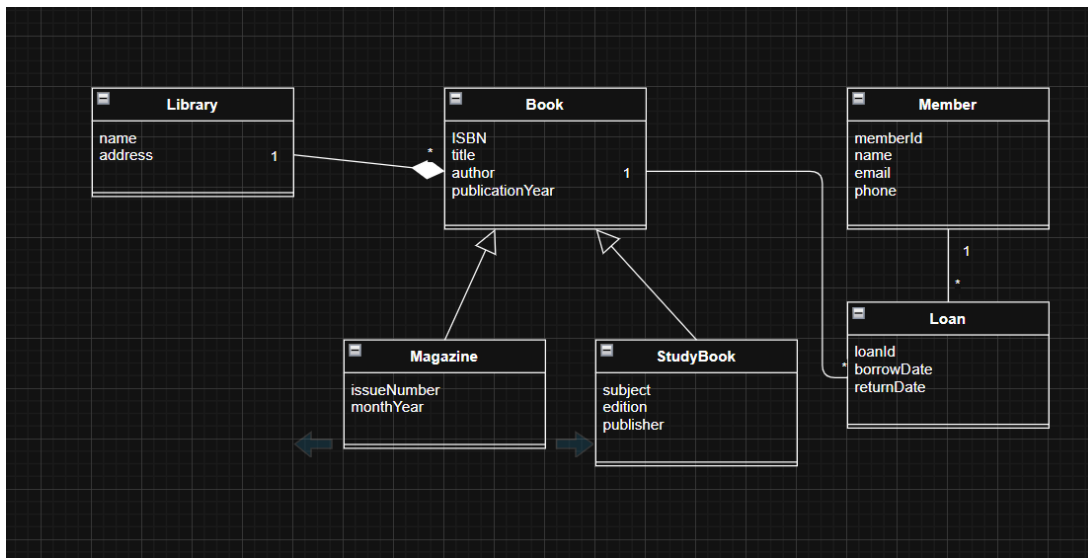 Library
name
address
1
*
Book
ISBN
title
author
publicationYear
1
Member
memberId
name
email
phone
1
*
Loan
loanId
borrowDate
returnDate
*
Magazine
issueNumber
monthYear
StudyBook
subject
edition
publisher